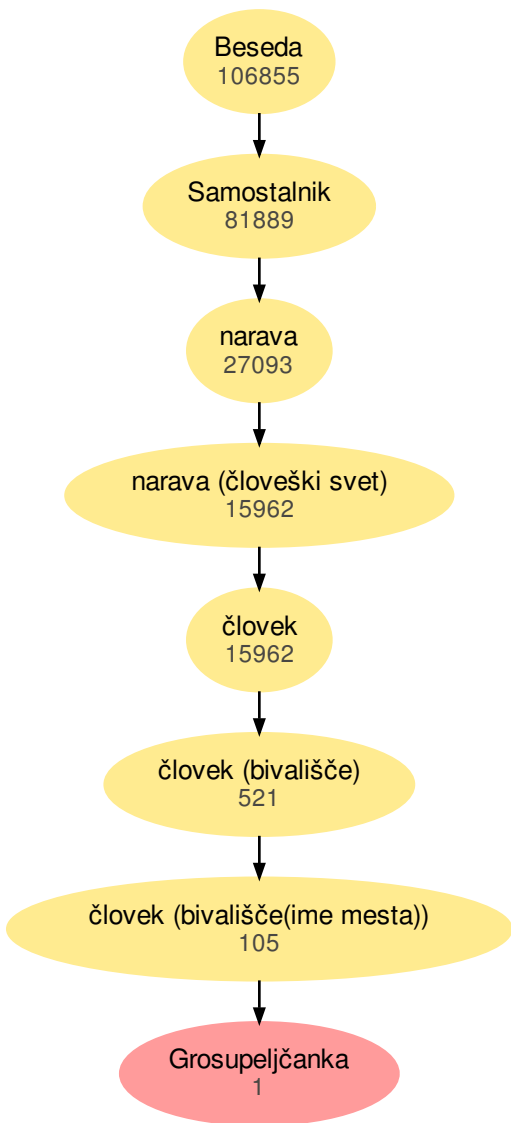 Beseda
106855
Samostalnik
81889
narava
27093
narava (človeški svet)
15962
človek
15962
človek (bivališče)
521
človek (bivališče(ime mesta))
105
Grosupeljčanka
1